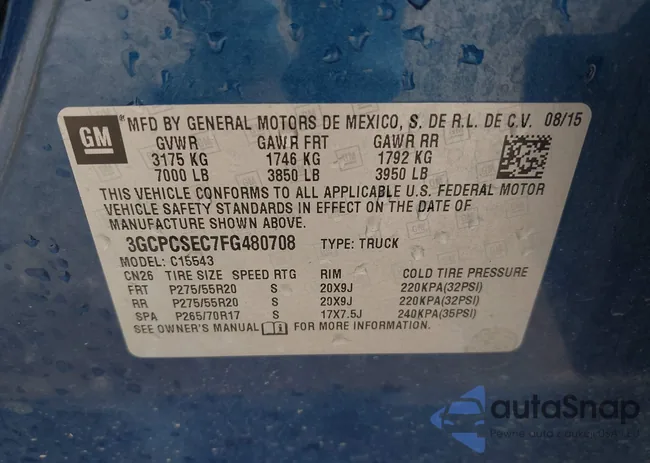 GM
® MFD BY GENERAL MOTORS DE MEXICO, S. DE R.L. DE C.V. 08/15
GVWR GAWR FRT GAWR RR
3175 KG 1746 KG 1792 KG
7000 LB 3850 LB 3950 LB
THIS VEHICLE CONFORMS TO ALL APPLICABLE U.S. FEDERAL MOTOR
VEHICLE SAFETY STANDARDS IN EFFECT ON THE DATE OF
MANUFACTURE SHOWN ABOVE.
3GCPCSEC7FG480708 TYPE: TRUCK
MODEL: C15543
CN26 TIRE SIZE SPEED RTG RIM COLD TIRE PRESSURE
FRT P275/55R20 S 20X9J 220KPA(32PSI)
RR P275/55R20 S 20X9J 220KPA(32PSI)
SPA P265/70R17 S 17X7.5J 240KPA(35PSI)
SEE OWNER'S MANUAL FOR MORE INFORMATION.
autaSnap
Pewne auta z